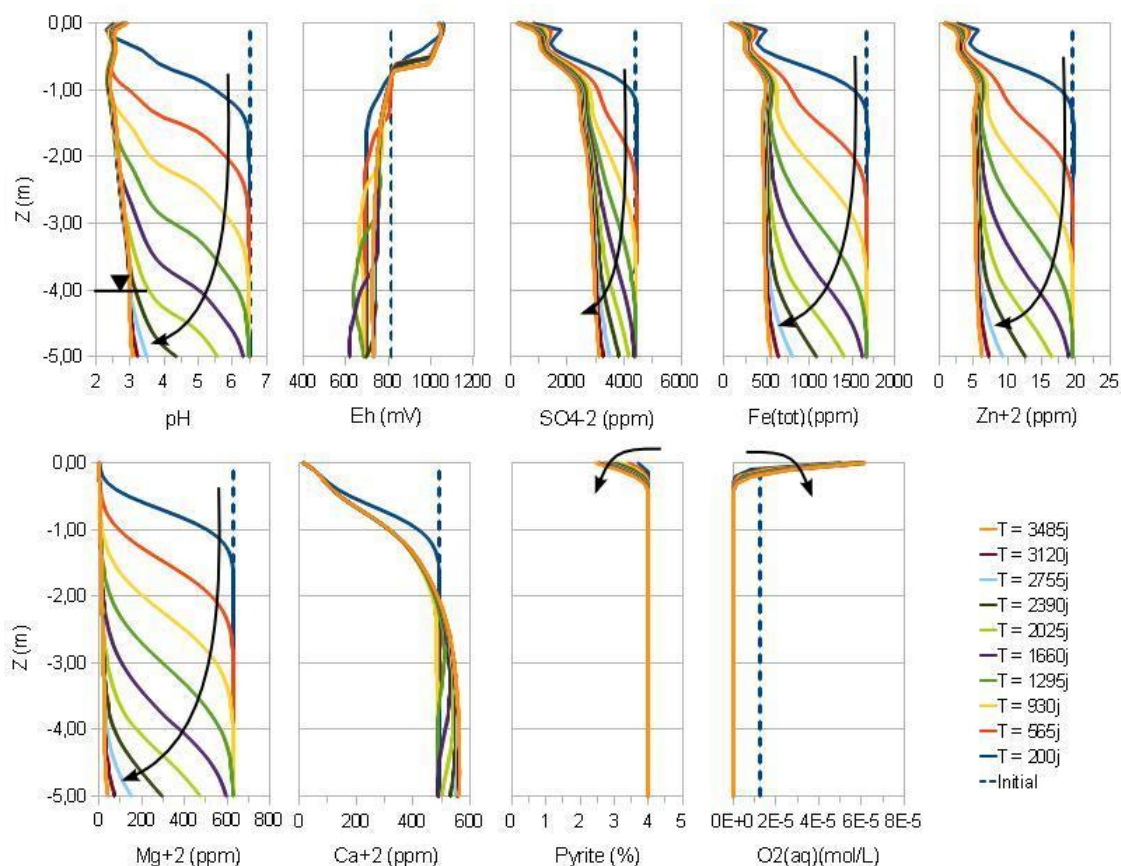 0,00
-1,00
-2,00
-3,00
-4,00
-5,00
Z (m)
2 3 4 5 6 7
pH
400 600 800 1000 1200
Eh (mV)
0 2000 4000 6000
SO4-2 (ppm)
0 500 1000 1500 2000
Fe(tot)(ppm)
0 5 10 15 20 25
Zn+2 (ppm)
0,00
-1,00
-2,00
-3,00
-4,00
-5,00
Z (m)
0 200 400 600 800
Mg+2 (ppm)
0 200 400 600
Ca+2 (ppm)
0 1 2 3 4 5
Pyrite (%)
0E+0 2E-5 4E-5 6E-5 8E-5
O2(aq)(mol/L)
T = 3485j
T = 3120j
T = 2755j
T = 2390j
T = 2025j
T = 1660j
T = 1295j
T = 930j
T = 565j
T = 200j
Initial